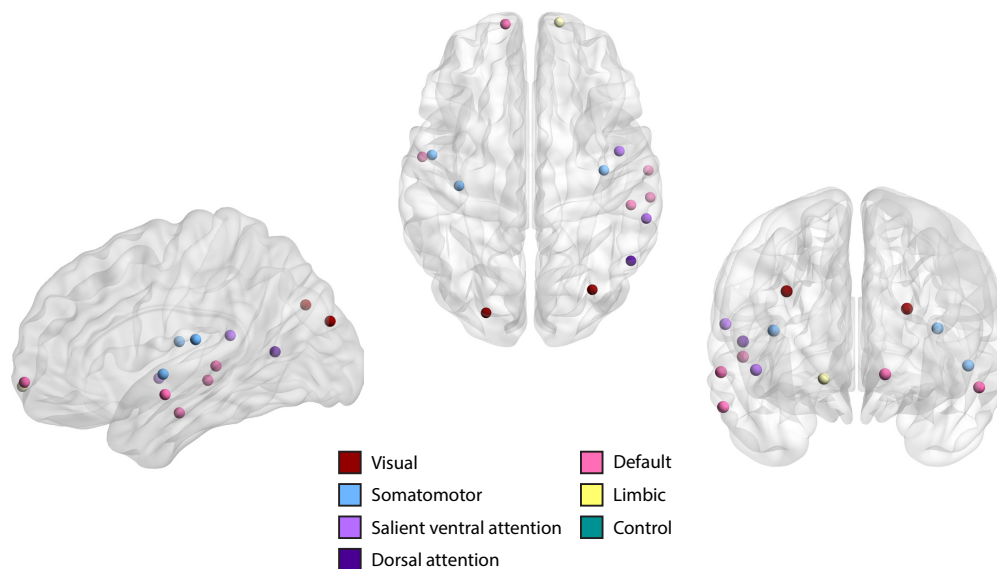 Visual
Somatomotor
Salient ventral attention
Dorsal attention
Default
Limbic
Control